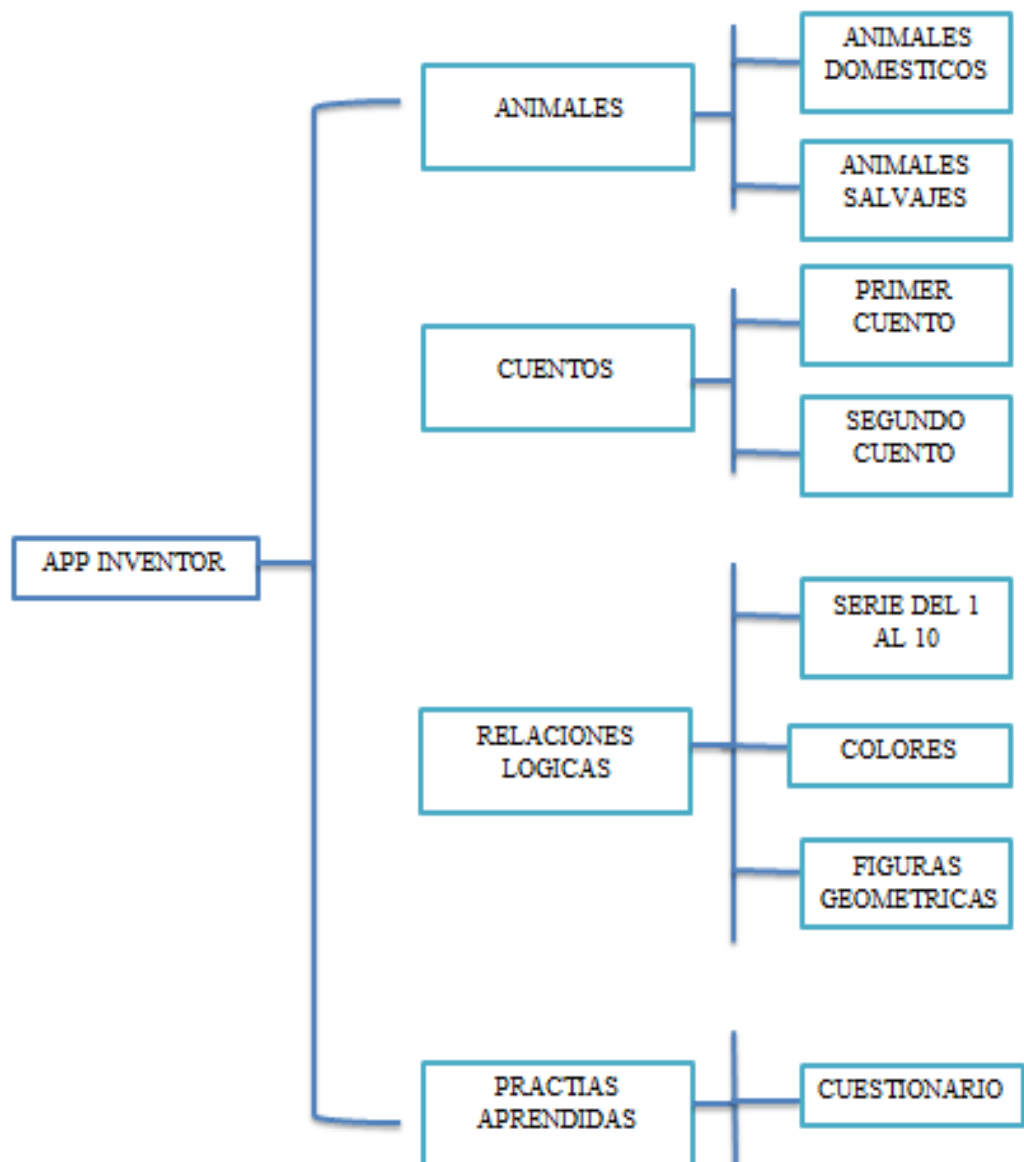 APP INVENTOR
ANIMALES
ANIMALES
DOMESTICOS
ANIMALES
SALVAJES
CUENTOS
PRIMER
CUENTO
SEGUNDO
CUENTO
RELACIONES
LOGICAS
SERIE DEL 1
AL 10
COLORES
FIGURAS
GEOMETRICAS
PRACTIAS
APRENDIDAS
CUESTIONARIO